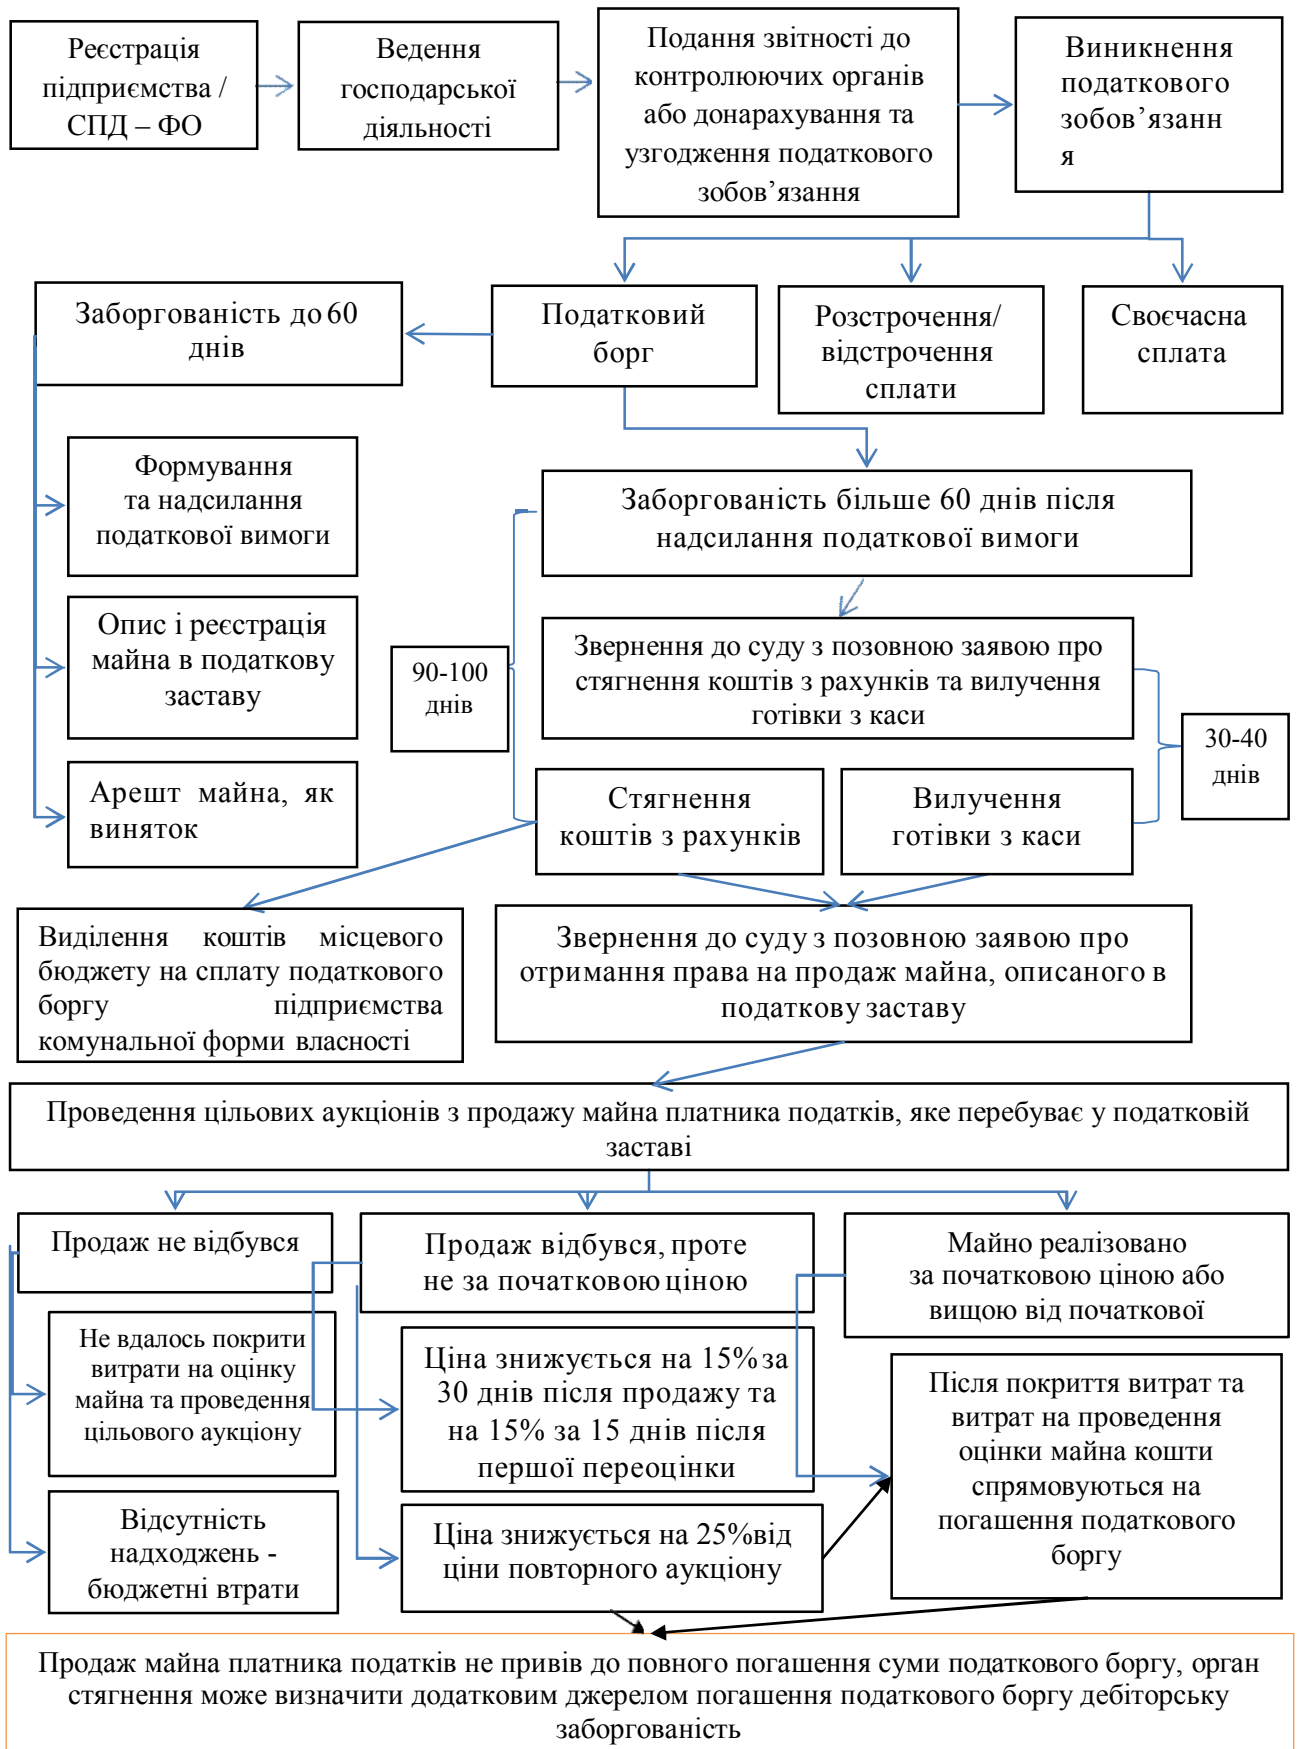 Реєстрація
підприємства /
СПД – ФО
Ведення
господарської
діяльності
Подання звітності до
контролюючих органів
або донарахування та
узгодження податкового
зобов’язання
Виникнення
податкового
зобов’язанн
я
Заборгованість до 60
днів
Податковий
борг
Розстрочення/
відстрочення
сплати
Своєчасна
сплата
Формування
та надсилання
податкової вимоги
Опис і реєстрація
майна в податкову
заставу
Арешт майна, як
виняток
Заборгованість більше 60 днів після
надсилання податкової вимоги
90-100
днів
Звернення до суду з позовною заявою про
стягнення коштів з рахунків та вилучення
готівки з каси
30-40
днів
Стягнення
коштів з рахунків
Вилучення
готівки з каси
Виділення коштів місцевого
бюджету на сплату податкового
боргу підприємства
комунальної форми власності
Звернення до суду з позовною заявою про
отримання права на продаж майна, описаного в
податкову заставу
Проведення цільових аукціонів з продажу майна платника податків, яке перебуває у податковій
заставі
Продаж не відбувся
Продаж відбувся, проте
не за початковою ціною
Майно реалізовано
за початковою ціною або
вищою від початкової
Не вдалось покрити
витрати на оцінку
майна та проведення
цільового аукціону
Ціна знижується на 15% за
30 днів після продажу та
на 15% за 15 днів після
першої переоцінки
Після покриття витрат та
витрат на проведення
оцінки майна кошти
спрямовуються на
погашення податкового
боргу
Відсутність
надходжень -
бюджетні втрати
Ціна знижується на 25%від
ціни повторного аукціону
Продаж майна платника податків не привів до повного погашення суми податкового боргу, орган
стягнення може визначити додатковим джерелом погашення податкового боргу дебіторську
заборгованість